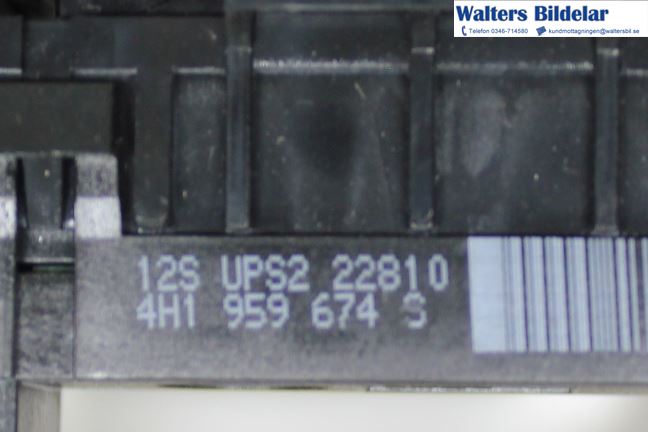 Walters Bildelar
Telefon 0346-714580 kundmottagningen@waltersbil.se
12S UPS2 22810
4H1 959 674 S